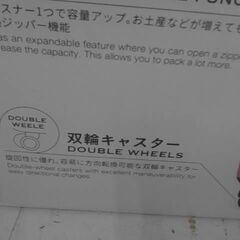 スナー1つで容量アップ。お土産などが増えても
ジッパー機能
as an expandable feature where you can open a zipp
ease the capacity. This allows you to pack a lot more.
DOUBLE
WEELE
双輪キャスター
DOUBLE WHEELS
旋回性に優れ、容易に方向転換可能な双輪キャスター
Double-wheel casters with excellent maneuverability for
easy directional changes.